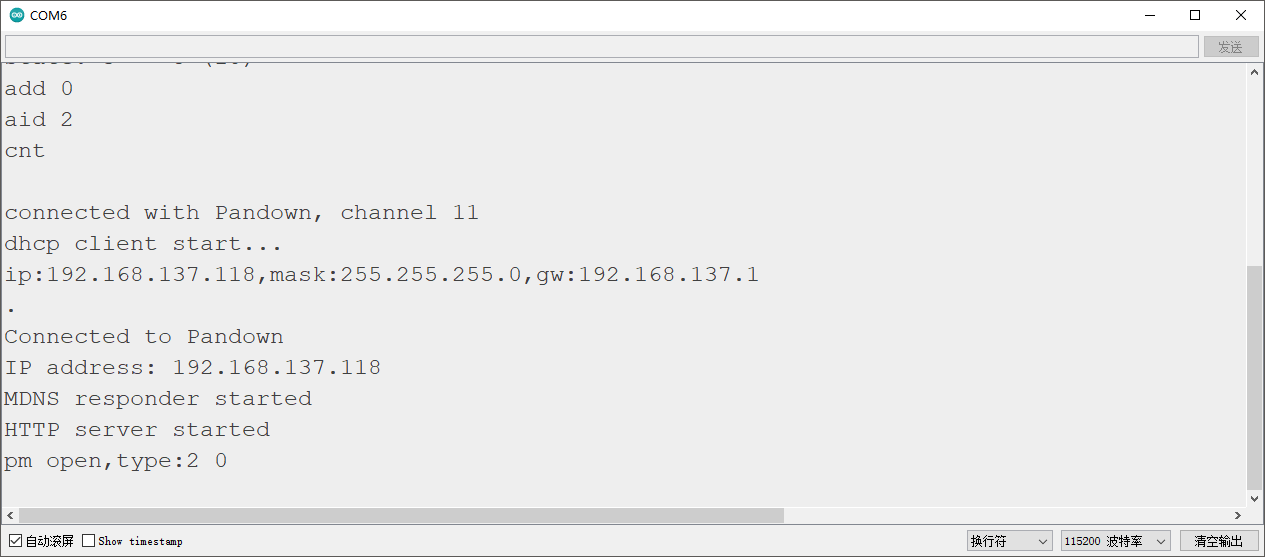 COM6
发送
add 0
aid 2
cnt
connected with Pandown, channel 11
dhcp client start...
ip:192.168.137.118,mask:255.255.255.0,gw:192.168.137.1
.
Connected to Pandown
IP address: 192.168.137.118
MDNS responder started
HTTP server started
pm open,type:2 0
自动滚屏 Show timestamp 换行符 115200 波特率 清空输出